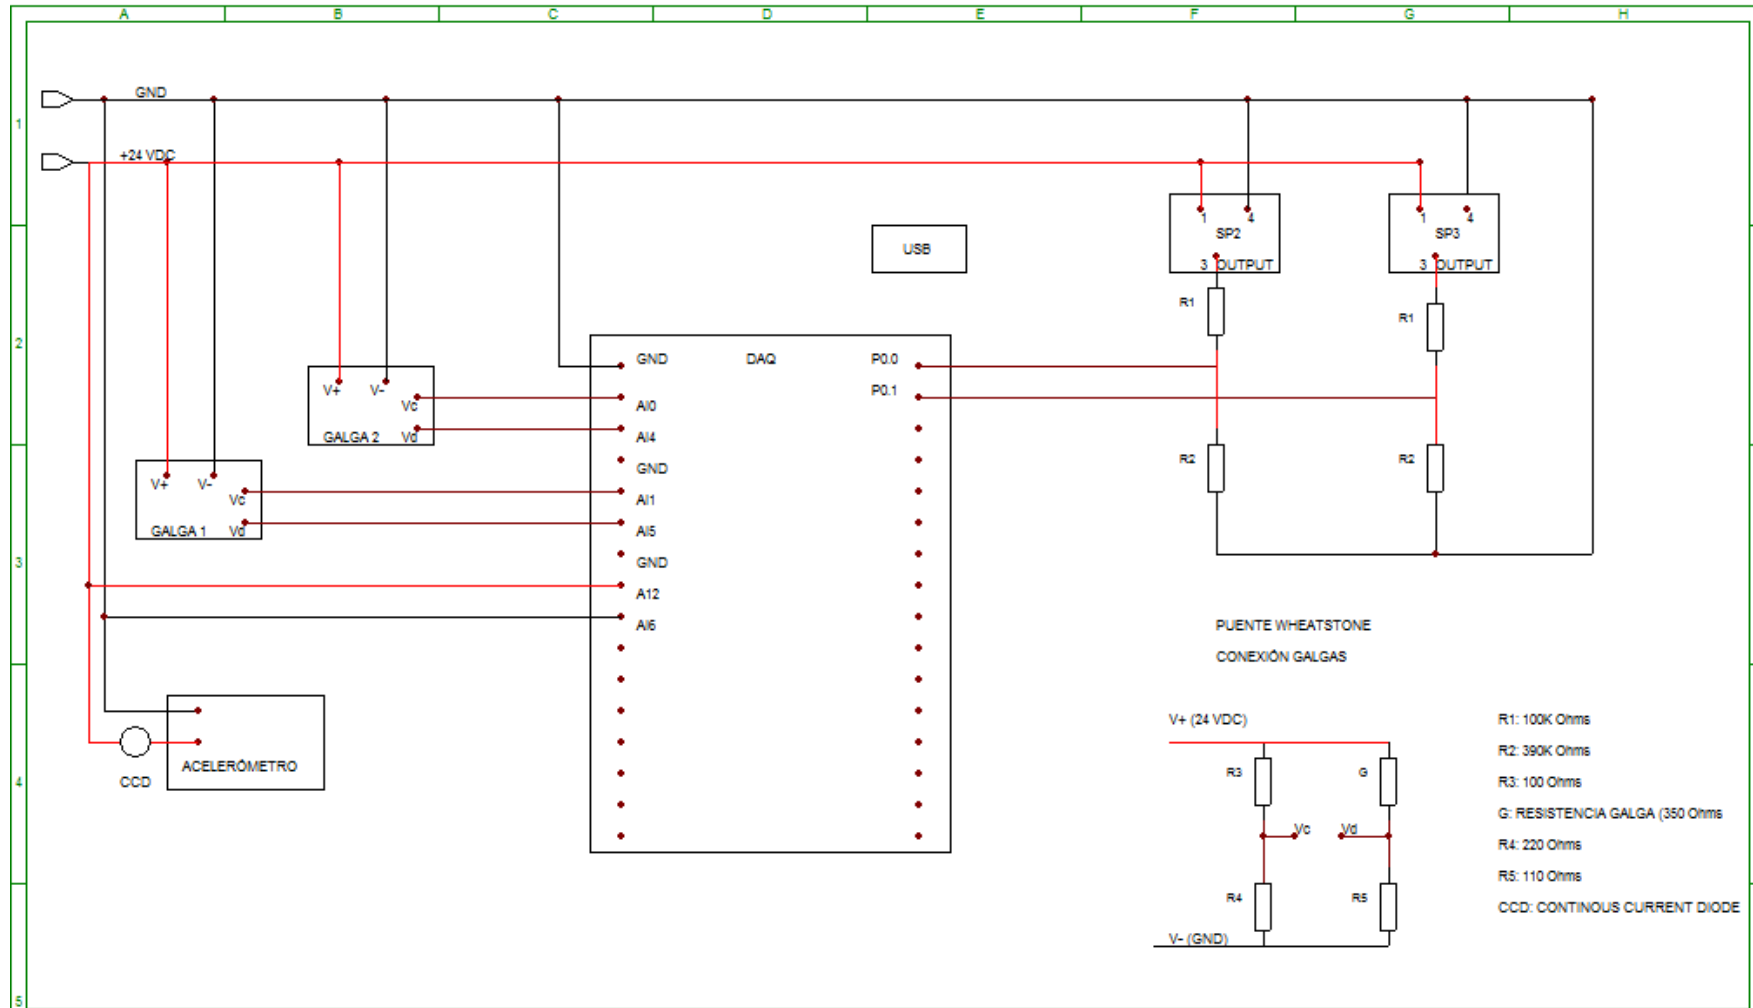 A B C D E F G H
1
2
3
4
5
GND
+24 VDC
1 4
SP2
3 OUTPUT
1 4
SP3
3 OUTPUT
USB
R1
R1
R2
R2
GND DAQ P0.0
AI0 P0.1
AI4
GND
AI1
AI5
GND
A12
AI6
V+ V-
Vc
GALGA 2 Vd
V+ V-
Vc
GALGA 1 Vd
ACELERÓMETRO
CCD
PUENTE WHEATSTONE
CONEXIÓN GALGAS
V+ (24 VDC)
R3 G
Vc Vd
R4 R5
V- (GND)
R1: 100K Ohms
R2: 390K Ohms
R3: 100 Ohms
G: RESISTENCIA GALGA (350 Ohms
R4: 220 Ohms
R5: 110 Ohms
CCD: CONTINOUS CURRENT DIODE